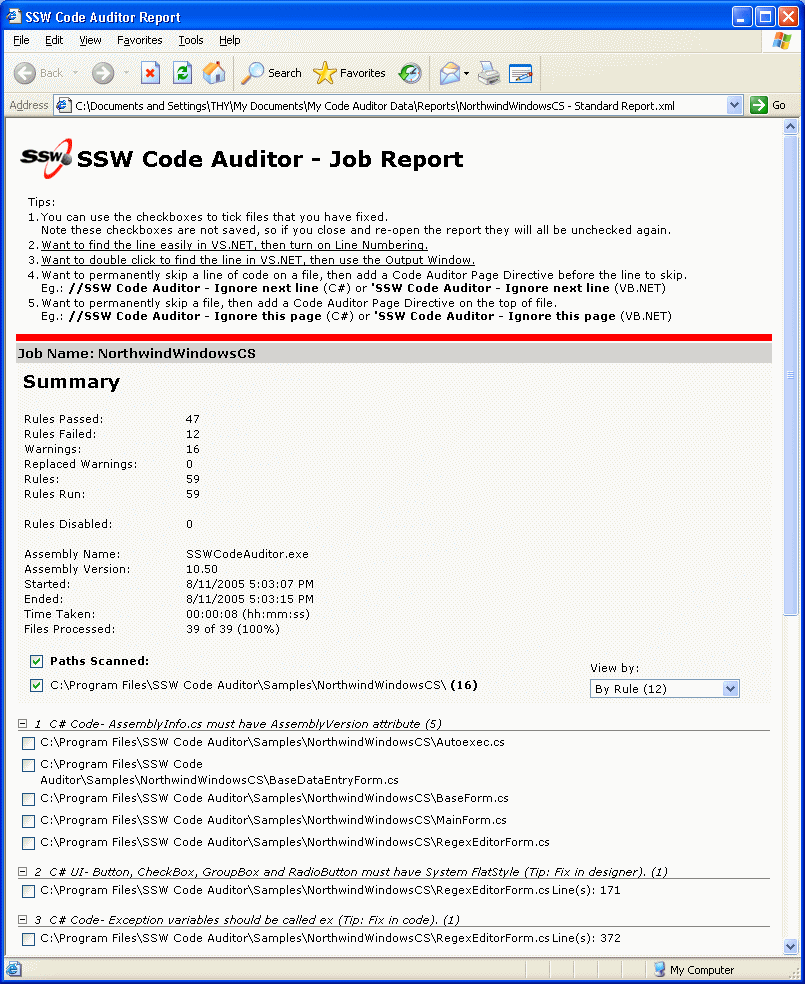 SSW Code Auditor Report
File Edit View Favorites Tools Help
Back Search Favorites
Address C:\Documents and Settings\THY\My Documents\My Code Auditor Data\Reports\NorthwindWindowsCS - Standard Report.xml Go
SSW SSW Code Auditor - Job Report
Tips:
1. You can use the checkboxes to tick files that you have fixed.
Note these checkboxes are not saved, so if you close and re-open the report they will all be unchecked again.
2. Want to find the line easily in VS.NET, then turn on Line Numbering.
3. Want to double click to find the line in VS.NET, then use the Output Window.
4. Want to permanently skip a line of code on a file, then add a Code Auditor Page Directive before the line to skip.
Eg.: //SSW Code Auditor - Ignore next line (C#) or 'SSW Code Auditor - Ignore next line (VB.NET)
5. Want to permanently skip a file, then add a Code Auditor Page Directive on the top of file.
Eg.: //SSW Code Auditor - Ignore this page (C#) or 'SSW Code Auditor - Ignore this page (VB.NET)
Job Name: NorthwindWindowsCS
Summary
Rules Passed: 47
Rules Failed: 12
Warnings: 16
Replaced Warnings: 0
Rules: 59
Rules Run: 59
Rules Disabled: 0
Assembly Name: SSWCodeAuditor.exe
Assembly Version: 10.50
Started: 8/11/2005 5:03:07 PM
Ended: 8/11/2005 5:03:15 PM
Time Taken: 00:00:08 (hh:mm:ss)
Files Processed: 39 of 39 (100%)
Paths Scanned:
C:\Program Files\SSW Code Auditor\Samples\NorthwindWindowsCS\ (16)
View by:
By Rule (12)
1 C# Code- AssemblyInfo.cs must have AssemblyVersion attribute (5)
C:\Program Files\SSW Code Auditor\Samples\NorthwindWindowsCS\Autoexec.cs
C:\Program Files\SSW Code
Auditor\Samples\NorthwindWindowsCS\BaseDataEntryForm.cs
C:\Program Files\SSW Code Auditor\Samples\NorthwindWindowsCS\BaseForm.cs
C:\Program Files\SSW Code Auditor\Samples\NorthwindWindowsCS\MainForm.cs
C:\Program Files\SSW Code Auditor\Samples\NorthwindWindowsCS\RegexEditorForm.cs
2 C# UI- Button, CheckBox, GroupBox and RadioButton must have System FlatStyle (Tip: Fix in designer). (1)
C:\Program Files\SSW Code Auditor\Samples\NorthwindWindowsCS\RegexEditorForm.cs Line(s): 171
3 C# Code- Exception variables should be called ex (Tip: Fix in code). (1)
C:\Program Files\SSW Code Auditor\Samples\NorthwindWindowsCS\RegexEditorForm.cs Line(s): 372
My Computer